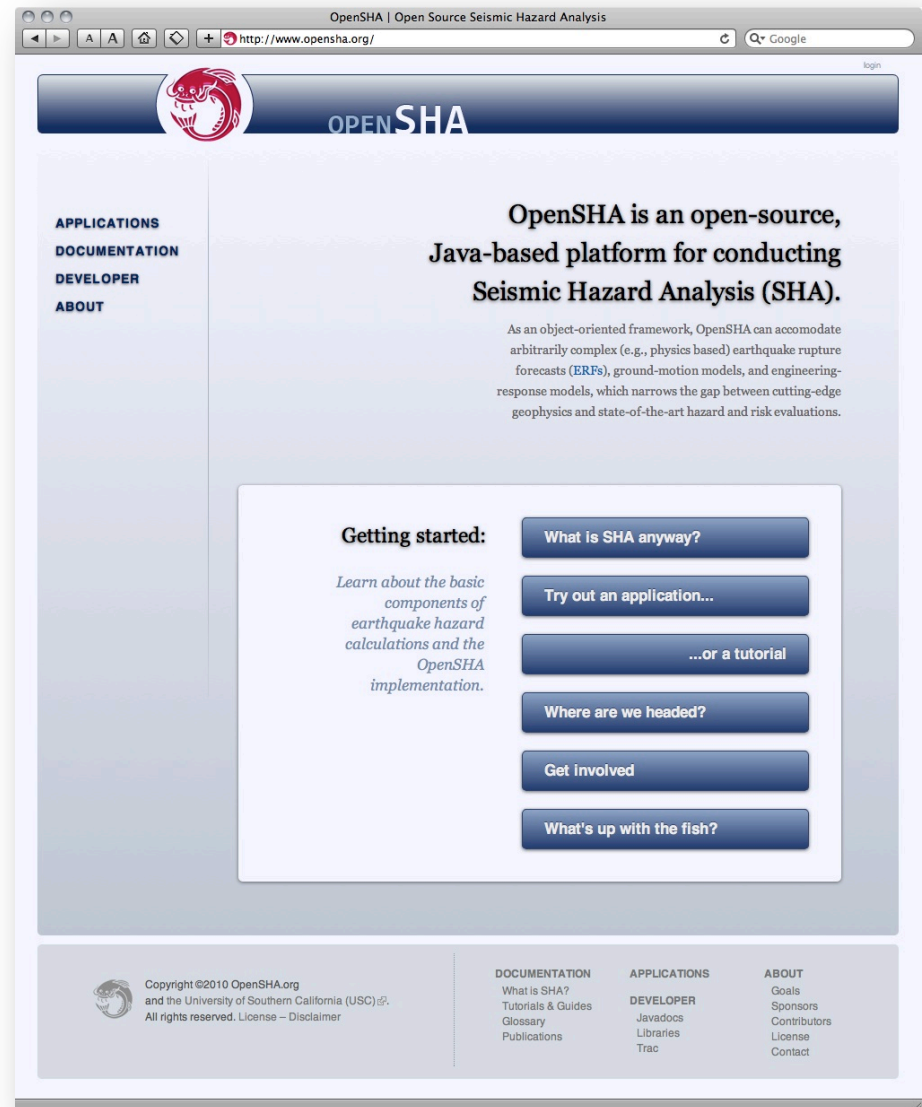 OpenSHA | Open Source Seismic Hazard Analysis
A A + http://www.opensha.org/ Google
login
OPENSHA
APPLICATIONS
DOCUMENTATION
DEVELOPER
ABOUT
OpenSHA is an open-source,
Java-based platform for conducting
Seismic Hazard Analysis (SHA).
As an object-oriented framework, OpenSHA can accomodate
arbitrarily complex (e.g., physics based) earthquake rupture
forecasts (ERFs), ground-motion models, and engineering-
response models, which narrows the gap between cutting-edge
geophysics and state-of-the-art hazard and risk evaluations.
Getting started:
Learn about the basic
components of
earthquake hazard
calculations and the
OpenSHA
implementation.
What is SHA anyway?
Try out an application...
...or a tutorial
Where are we headed?
Get involved
What's up with the fish?
Copyright ©2010 OpenSHA.org
and the University of Southern California (USC).
All rights reserved. License – Disclaimer
DOCUMENTATION
What is SHA?
Tutorials & Guides
Glossary
Publications
APPLICATIONS
DEVELOPER
Javadocs
Libraries
Trac
ABOUT
Goals
Sponsors
Contributors
License
Contact